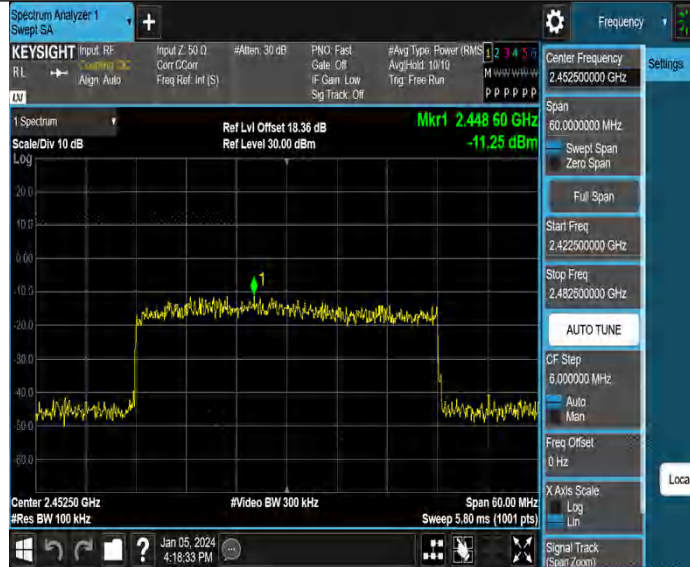 Spectrum Analyzer 1
Swept SA
+
Frequency
KEYSIGHT
Input: RF
Input Z: 50 Ω
#Atten: 30 dB
PNO: Fast
#Avg Type: Power (RMS
1 2 3 4 5 6
RL
Coupling: DC
Corr CCorr
Gate: Off
Avg|Hold: 10/10
M W W W W W
Align: Auto
Freq Ref: Int (S)
IF Gain: Low
Trig: Free Run
Sig Track: Off
P P P P P P
LV
1 Spectrum
Scale/Div 10 dB
Ref Lvl Offset 18.36 dB
Ref Level 30.00 dBm
Mkr1 2.448 60 GHz
-11.25 dBm
Log
20.0
10.0
0.00
-10.0
-20.0
-30.0
-40.0
-50.0
-60.0
1
Center 2.45250 GHz
#Video BW 300 kHz
Span 60.00 MHz
#Res BW 100 kHz
Sweep 5.80 ms (1001 pts)
?
Jan 05, 2024
4:18:33 PM
Center Frequency
2.452500000 GHz
Settings
Span
60.0000000 MHz
Swept Span
Zero Span
Full Span
Start Freq
2.422500000 GHz
Stop Freq
2.482500000 GHz
AUTO TUNE
CF Step
6.000000 MHz
Auto
Man
Freq Offset
0 Hz
X Axis Scale
Log
Lin
Loca
Signal Track
(Span Zoom)